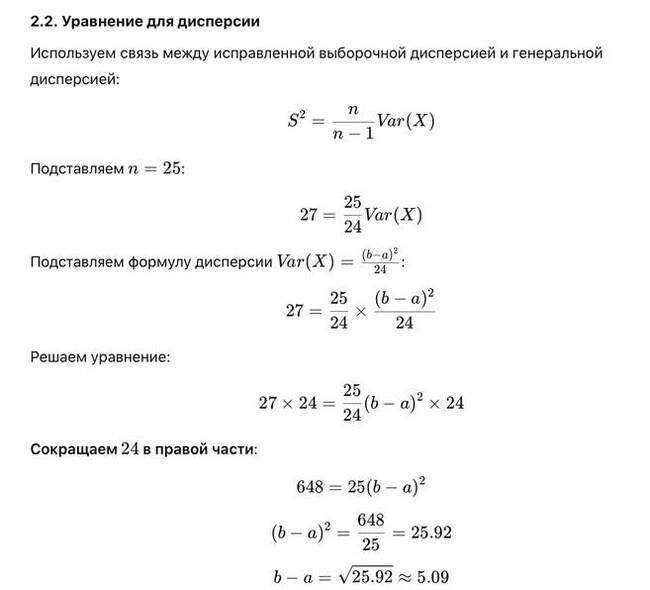 2.2. Уравнение для дисперсии
Используем связь между исправленной выборочной дисперсией и генеральной
дисперсией:
S² = n/(n − 1) Var(X)
Подставляем n = 25:
27 = 25/24 Var(X)
Подставляем формулу дисперсии Var(X) = (b−a)²/24:
27 = 25/24 × (b − a)²/24
Решаем уравнение:
27 × 24 = 25/24 (b − a)² × 24
Сокращаем 24 в правой части:
648 = 25(b − a)²
(b − a)² = 648/25 = 25.92
b − a = √25.92 ≈ 5.09